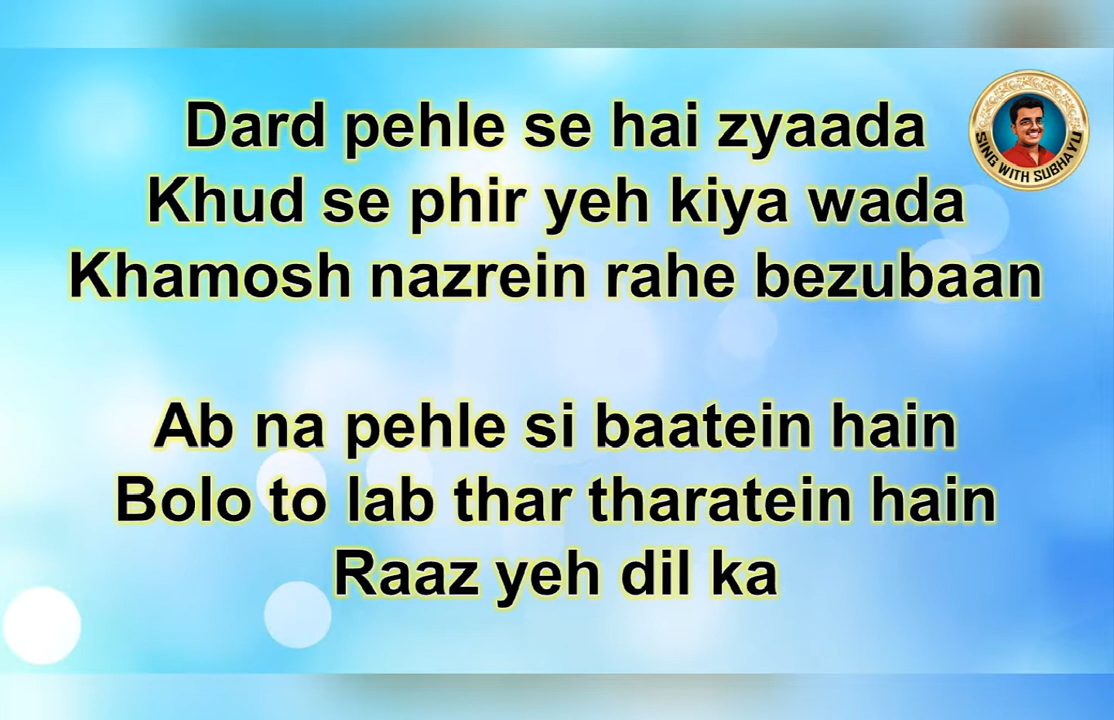 Dard pehle se hai zyaada
Khud se phir yeh kiya wada
Khamosh nazrein rahe bezubaan
Ab na pehle si baatein hain
Bolo to lab thar tharatein hain
Raaz yeh dil ka
SING WITH SUBHAYU